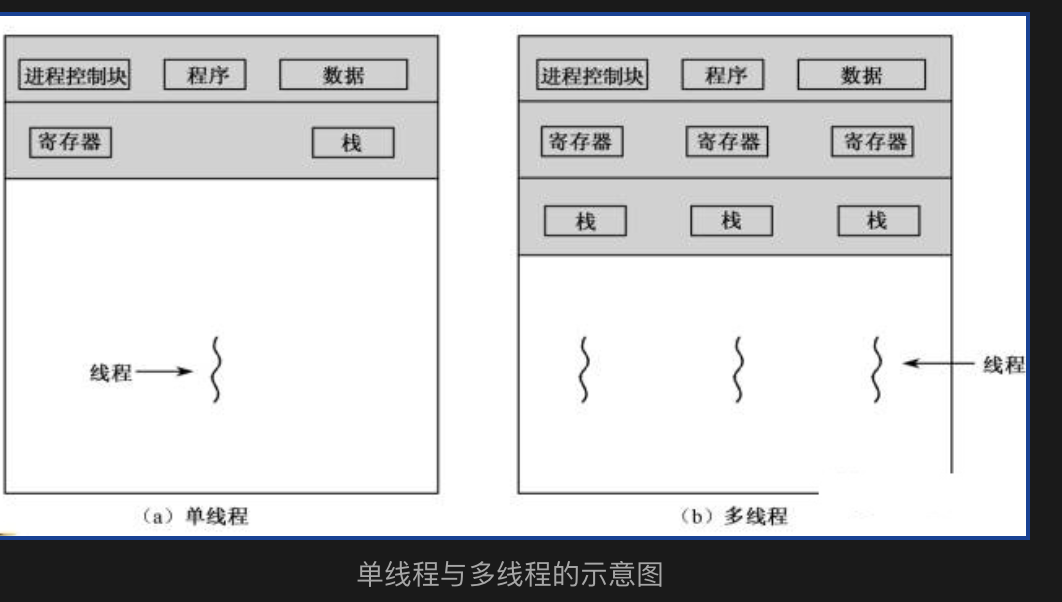 进程控制块 程序 数据
寄存器 栈
线程
(a) 单线程
进程控制块 程序 数据
寄存器 寄存器 寄存器
栈 栈 栈
线程
(b) 多线程
单线程与多线程的示意图